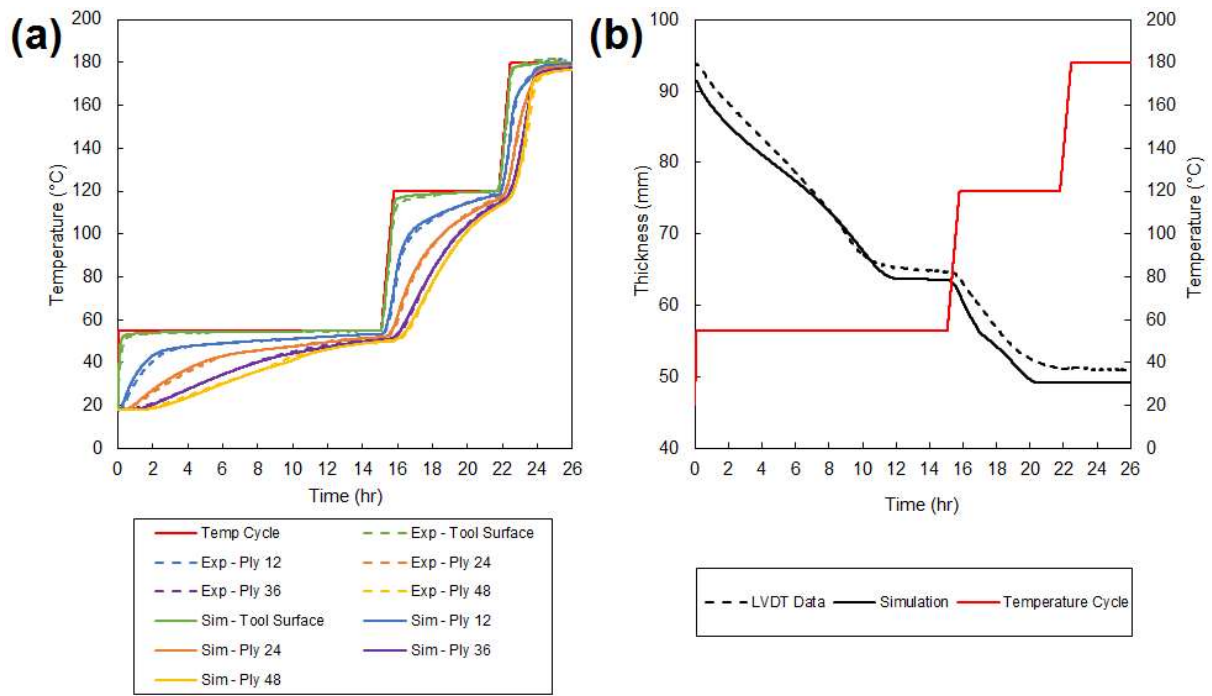 (a)
200
180
160
140
120
100
80
60
40
20
0
Temperature (°C)
0 2 4 6 8 10 12 14 16 18 20 22 24 26
Time (hr)
Temp Cycle Exp - Tool Surface
Exp - Ply 12 Exp - Ply 24
Exp - Ply 36 Exp - Ply 48
Sim - Tool Surface Sim - Ply 12
Sim - Ply 24 Sim - Ply 36
Sim - Ply 48
(b)
100
90
80
70
60
50
40
Thickness (mm)
200
180
160
140
120
100
80
60
40
20
0
Temperature (°C)
0 2 4 6 8 10 12 14 16 18 20 22 24 26
Time (hr)
LVDT Data Simulation Temperature Cycle